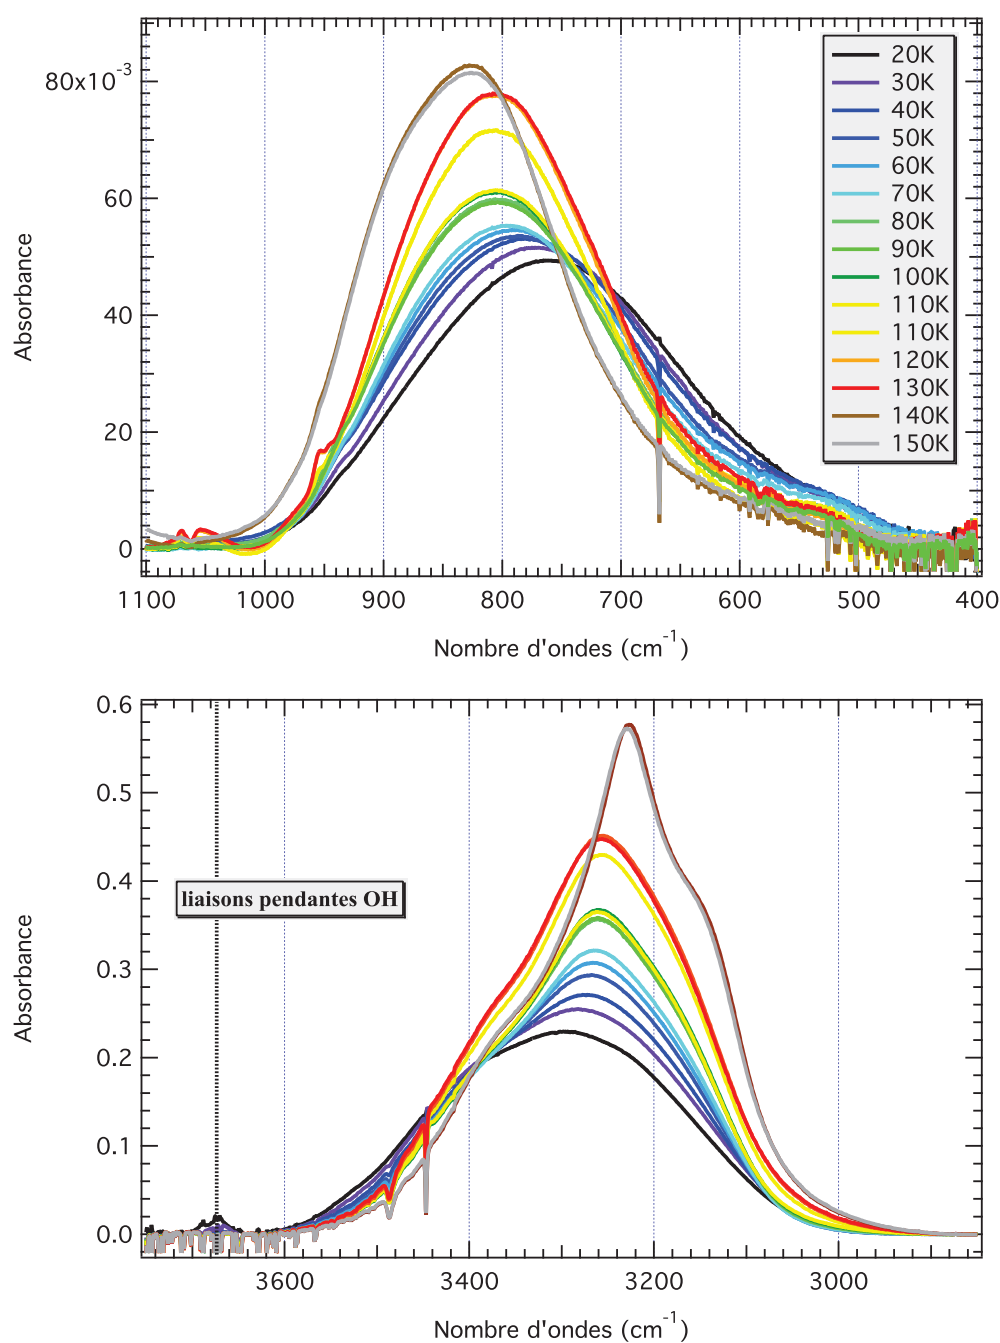 80x10-3
60
40
20
0
Absorbance
1100
1000
900
800
700
600
500
400
Nombre d'ondes (cm-1)
20K
30K
40K
50K
60K
70K
80K
90K
100K
110K
110K
120K
130K
140K
150K
0.6
0.5
0.4
0.3
0.2
0.1
0.0
Absorbance
liaisons pendantes OH
3600
3400
3200
3000
Nombre d'ondes (cm-1)